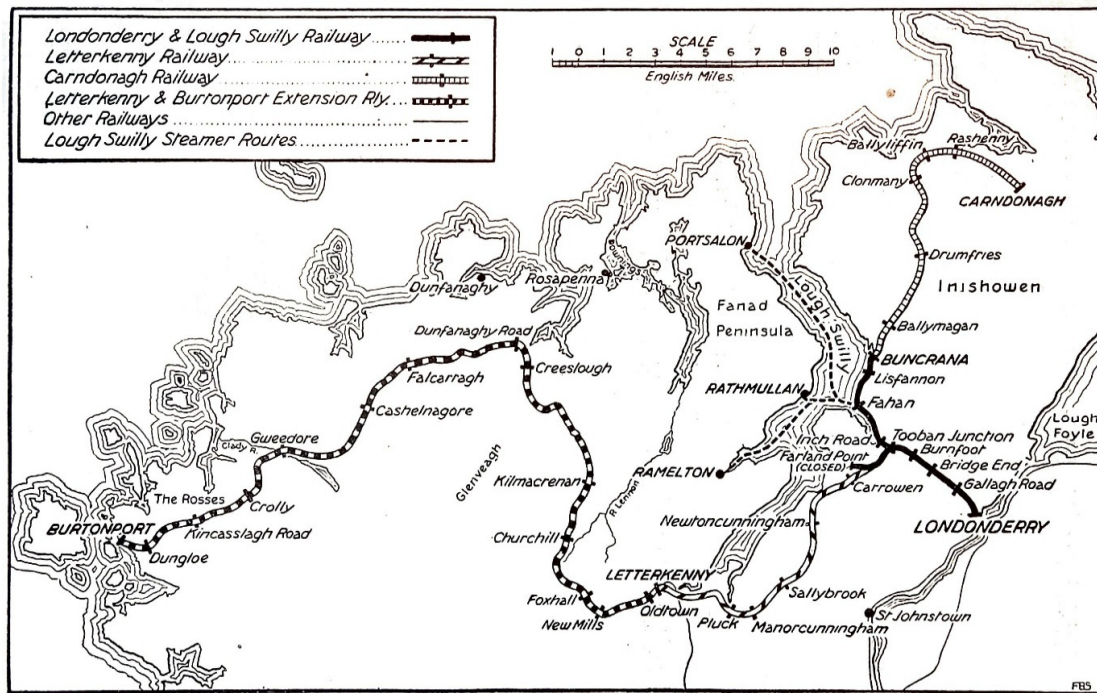 Londonderry & Lough Swilly Railway......
Letterkenny Railway......
Carndonagh Railway......
Letterkenny & Burtonport Extension Rly....
Other Railways......
Lough Swilly Steamer Routes......
SCALE
1 0 1 2 3 4 5 6 7 8 9 10
English Miles.
Ballyliffin
Rashenny
Clonmany
CARNDONAGH
PORTSALON
Drumfries
Downings
Dunfanaghy
Rosapenna
Lough Swilly
Inishowen
Fanad
Peninsula
Ballymagan
Dunfanaghy Road
BUNCRANA
Creeslough
Lisfannon
Falcarragh
RATHMULLAN
Fahan
Cashelnagore
Lough
Foyle
Clady R.
Gweedore
Inch Road
Tooban Junction
Burnfoot
Farland Point
(CLOSED)
Bridge End
RAMELTON
Glenveagh
Kilmacrenan
Carrowen
Gallagh Road
The Rosses
Crolly
R. Lennon
BURTONPORT
Kincasslagh Road
Newtoncunningham
LONDONDERRY
Churchill
Dungloe
LETTERKENNY
Foxhall
Oldtown
Sallybrook
New Mills
Pluck
Manorcunningham
St Johnstown
FBS